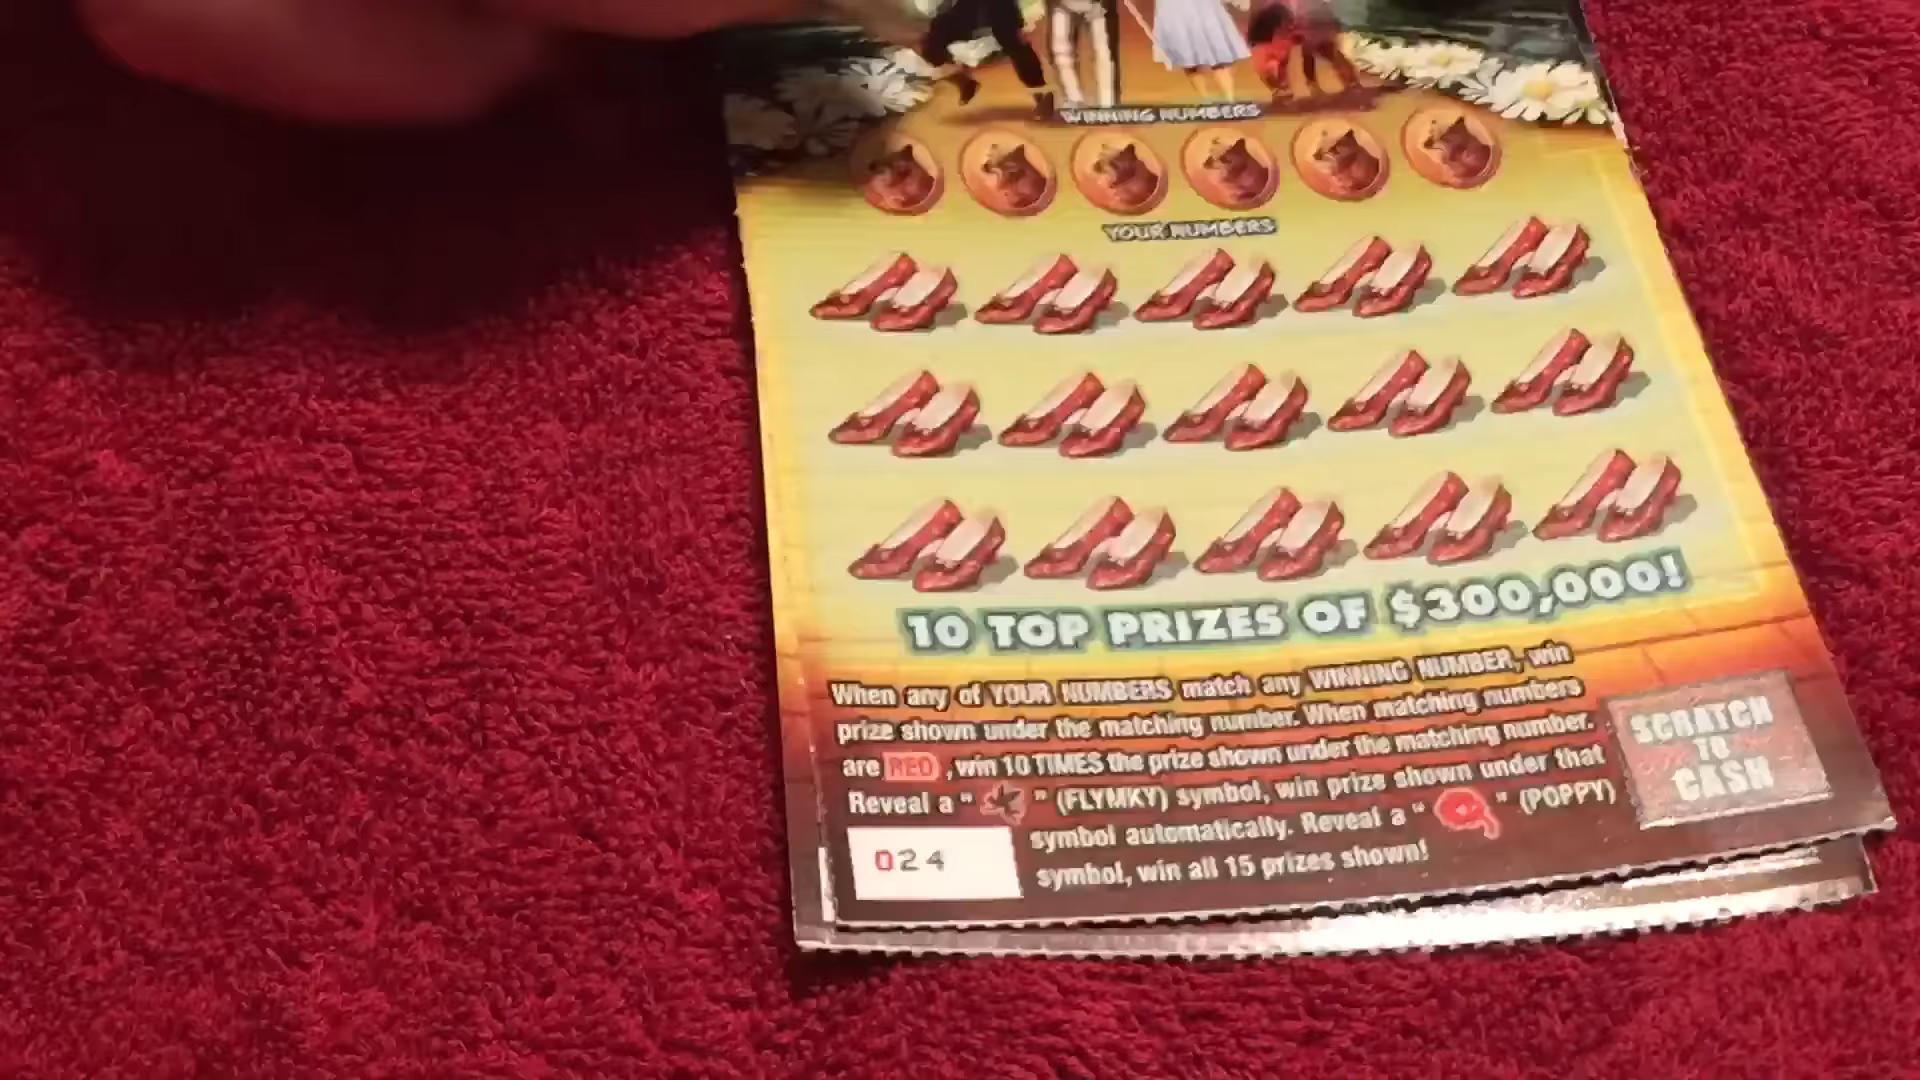 WINNING NUMBERS
YOUR NUMBERS
10 TOP PRIZES OF $300,000!
When any of YOUR NUMBERS match any WINNING NUMBER, win
prize shown under the matching number. When matching numbers
are RED, win 10 TIMES the prize shown under the matching number.
Reveal a " " (FLYMKY) symbol, win prize shown under that
symbol automatically. Reveal a " " (POPPY)
symbol, win all 15 prizes shown!
024
SCRATCH
TO
CASH